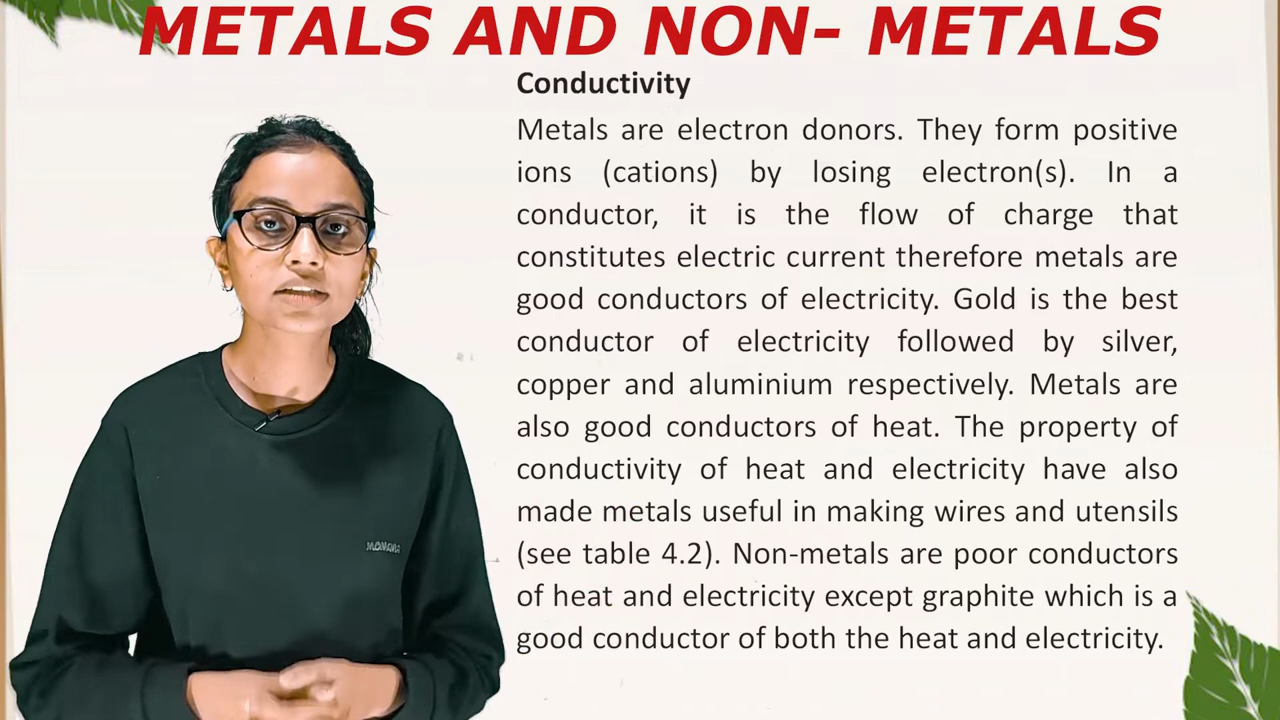 METALS AND NON- METALS
Conductivity
Metals are electron donors. They form positive
ions (cations) by losing electron(s). In a
conductor, it is the flow of charge that
constitutes electric current therefore metals are
good conductors of electricity. Gold is the best
conductor of electricity followed by silver,
copper and aluminium respectively. Metals are
also good conductors of heat. The property of
conductivity of heat and electricity have also
made metals useful in making wires and utensils
(see table 4.2). Non-metals are poor conductors
of heat and electricity except graphite which is a
good conductor of both the heat and electricity.